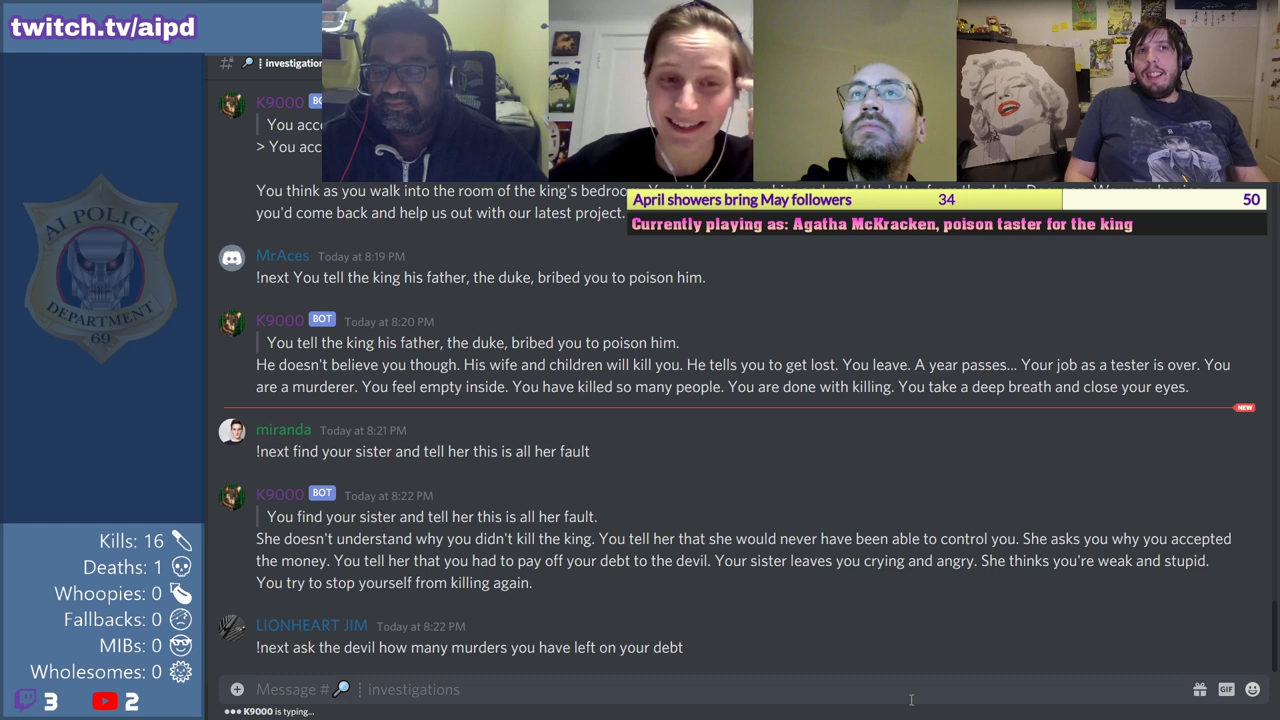 twitch.tv/aipd
investigation
K9000 BO
You acc
> You acc
You think as you walk into the room of the king's bedroo
you'd come back and help us out with our latest project.
April showers bring May followers 34 50
Currently playing as: Agatha McKracken, poison taster for the king
MrAces Today at 8:19 PM
!next You tell the king his father, the duke, bribed you to poison him.
K9000 BOT Today at 8:20 PM
You tell the king his father, the duke, bribed you to poison him.
He doesn't believe you though. His wife and children will kill you. He tells you to get lost. You leave. A year passes... Your job as a tester is over. You
are a murderer. You feel empty inside. You have killed so many people. You are done with killing. You take a deep breath and close your eyes.
NEW
miranda Today at 8:21 PM
!next find your sister and tell her this is all her fault
K9000 BOT Today at 8:22 PM
You find your sister and tell her this is all her fault.
She doesn't understand why you didn't kill the king. You tell her that she would never have been able to control you. She asks you why you accepted
the money. You tell her that you had to pay off your debt to the devil. Your sister leaves you crying and angry. She thinks you're weak and stupid.
You try to stop yourself from killing again.
LIONHEART JIM Today at 8:22 PM
!next ask the devil how many murders you have left on your debt
Message # 🔎 ┊ investigations
GIF
K9000 is typing...
AI POLICE
DEPARTMENT
69
Kills: 16
Deaths: 1
Whoopies: 0
Fallbacks: 0
MIBs: 0
Wholesomes: 0
3 2